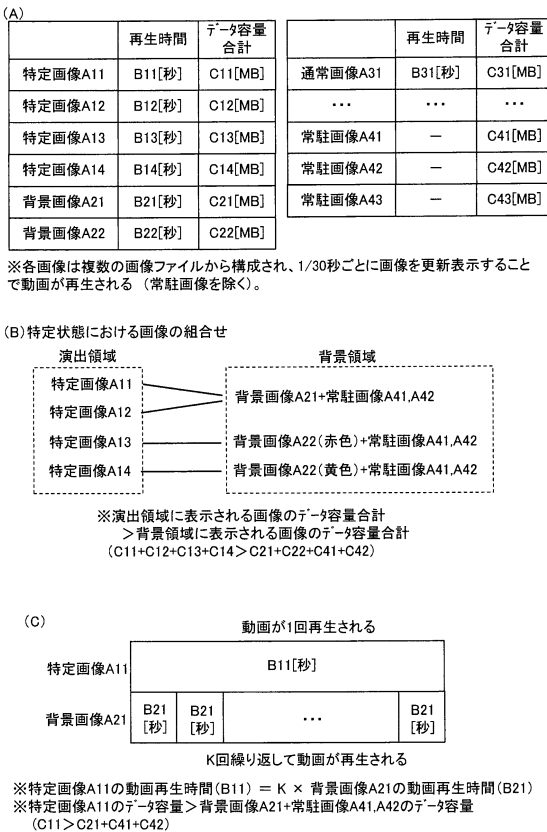 (A)
再生時間 データ容量合計
特定画像A11 B11[秒] C11[MB]
特定画像A12 B12[秒] C12[MB]
特定画像A13 B13[秒] C13[MB]
特定画像A14 B14[秒] C14[MB]
背景画像A21 B21[秒] C21[MB]
背景画像A22 B22[秒] C22[MB]
再生時間 データ容量合計
通常画像A31 B31[秒] C31[MB]
… … …
常駐画像A41 － C41[MB]
常駐画像A42 － C42[MB]
常駐画像A43 － C43[MB]
※各画像は複数の画像ファイルから構成され、1/30秒ごとに画像を更新表示すること
で動画が再生される (常駐画像を除く)。
(B)特定状態における画像の組合せ
演出領域 背景領域
特定画像A11
特定画像A12
背景画像A21+常駐画像A41,A42
特定画像A13 背景画像A22(赤色)+常駐画像A41,A42
特定画像A14 背景画像A22(黄色)+常駐画像A41,A42
※演出領域に表示される画像のデータ容量合計
＞背景領域に表示される画像のデータ容量合計
(C11+C12+C13+C14＞C21+C22+C41+C42)
(C)
動画が1回再生される
特定画像A11 B11[秒]
背景画像A21 B21[秒] B21[秒] … B21[秒]
K回繰り返して動画が再生される
※特定画像A11の動画再生時間(B11) ＝ K × 背景画像A21の動画再生時間(B21)
※特定画像A11のデータ容量＞背景画像A21+常駐画像A41,A42のデータ容量
(C11＞C21+C41+C42)